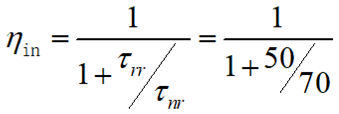 η_in = 1 / (1 + τ_rr / τ_nr) = 1 / (1 + 50 / 70)